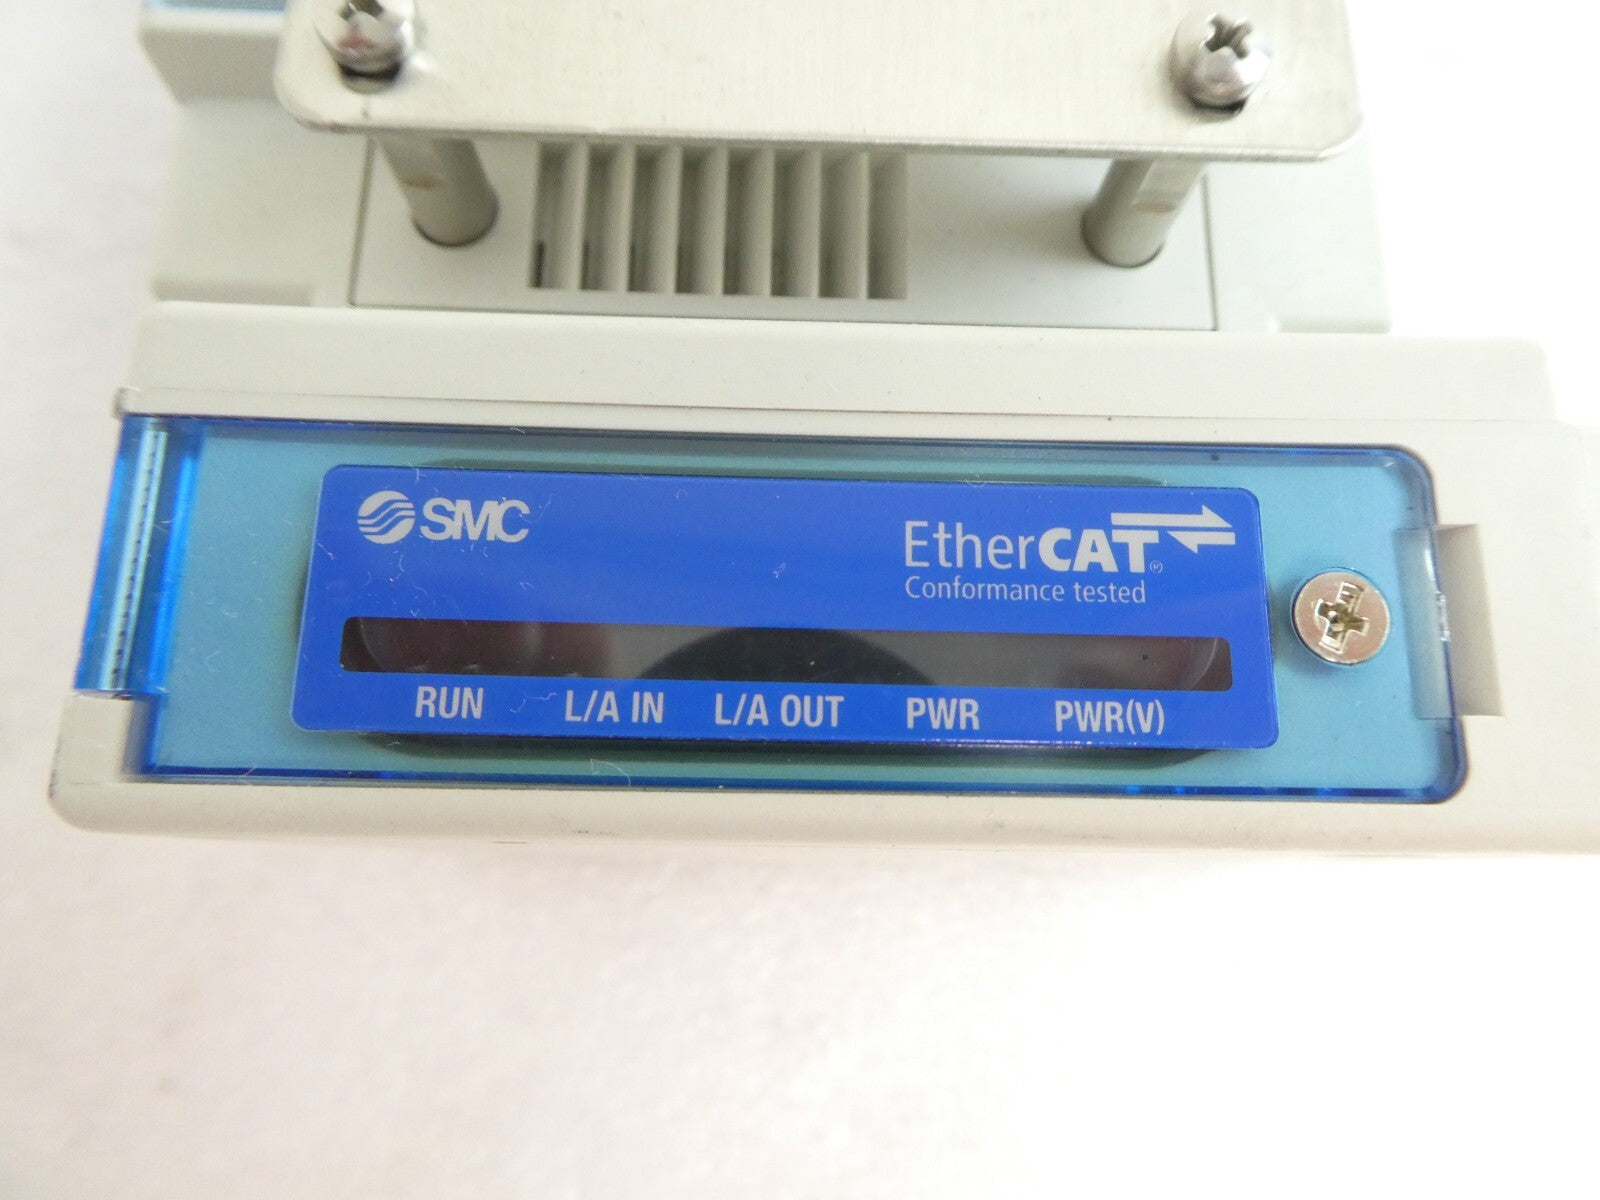 SMC
EtherCAT®
Conformance tested
RUN L/A IN L/A OUT PWR PWR(V)